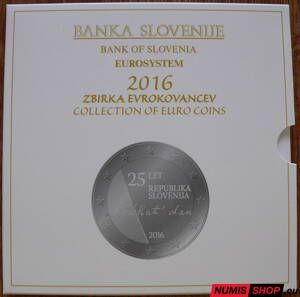 BANKA SLOVENIJE
BANK OF SLOVENIA
EUROSYSTEM
2016
ZBIRKA EVROKOVANCEV
COLLECTION OF EURO COINS
25 LET
REPUBLIKA
SLOVENIJA
dan
2016
NUMIS SHOP.eu